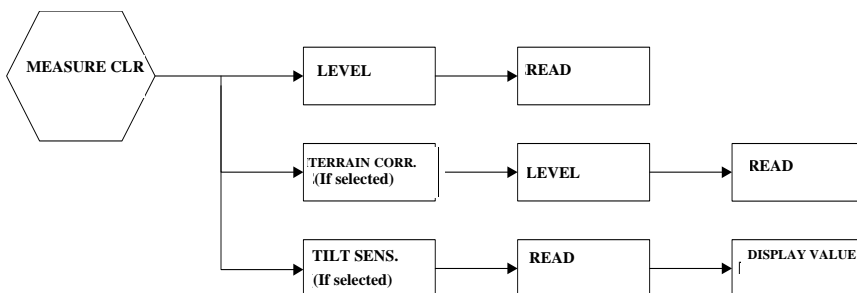 MEASURE CLR
LEVEL
READ
TERRAIN CORR.
(If selected)
LEVEL
READ
TILT SENS.
(If selected)
READ
DISPLAY VALUE